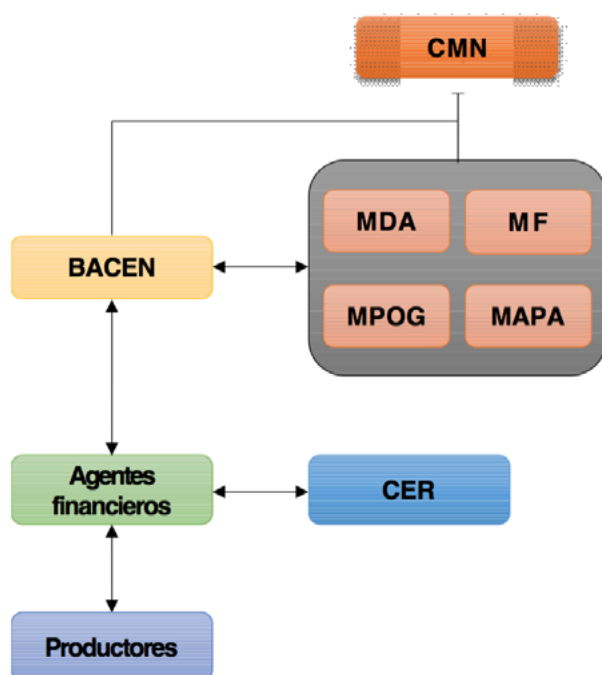 CMN
MDA
MF
BACEN
MPOG
MAPA
Agentes
financieros
CER
Productores